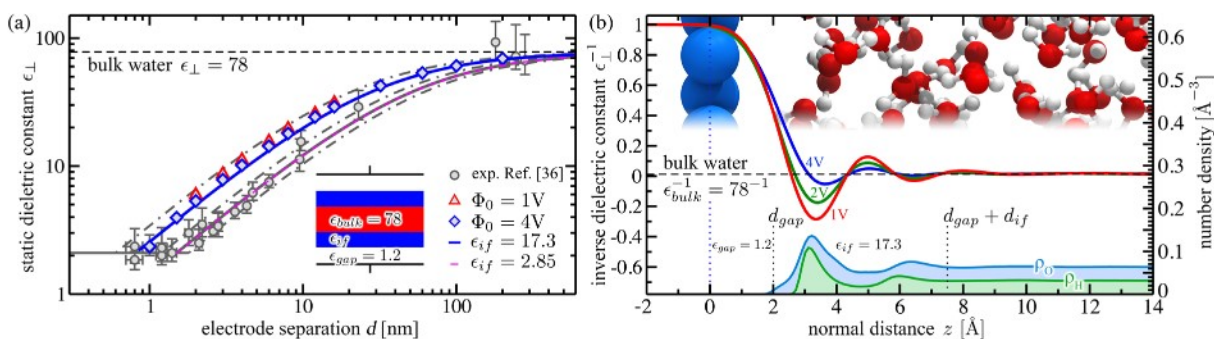 (a)
100
10
1
static dielectric constant ϵ⊥
bulk water ϵ⊥ = 78
ϵbulk = 78
ϵif
ϵgap = 1.2
exp. Ref. [36]
Φ0 = 1V
Φ0 = 4V
ϵif = 17.3
ϵif = 2.85
1
10
100
electrode separation d [nm]
(b)
1
0.8
0.6
0.4
0.2
0
-0.2
-0.4
-0.6
inverse dielectric constant ϵ⊥⁻¹
bulk water
ϵbulk⁻¹ = 78⁻¹
4V
2V
1V
dgap
dgap + dif
ϵgap = 1.2
ϵif = 17.3
ρO
ρH
0.6
0.5
0.4
0.3
0.2
0.1
0
number density [Å⁻³]
-2 0 2 4 6 8 10 12 14
normal distance z [Å]